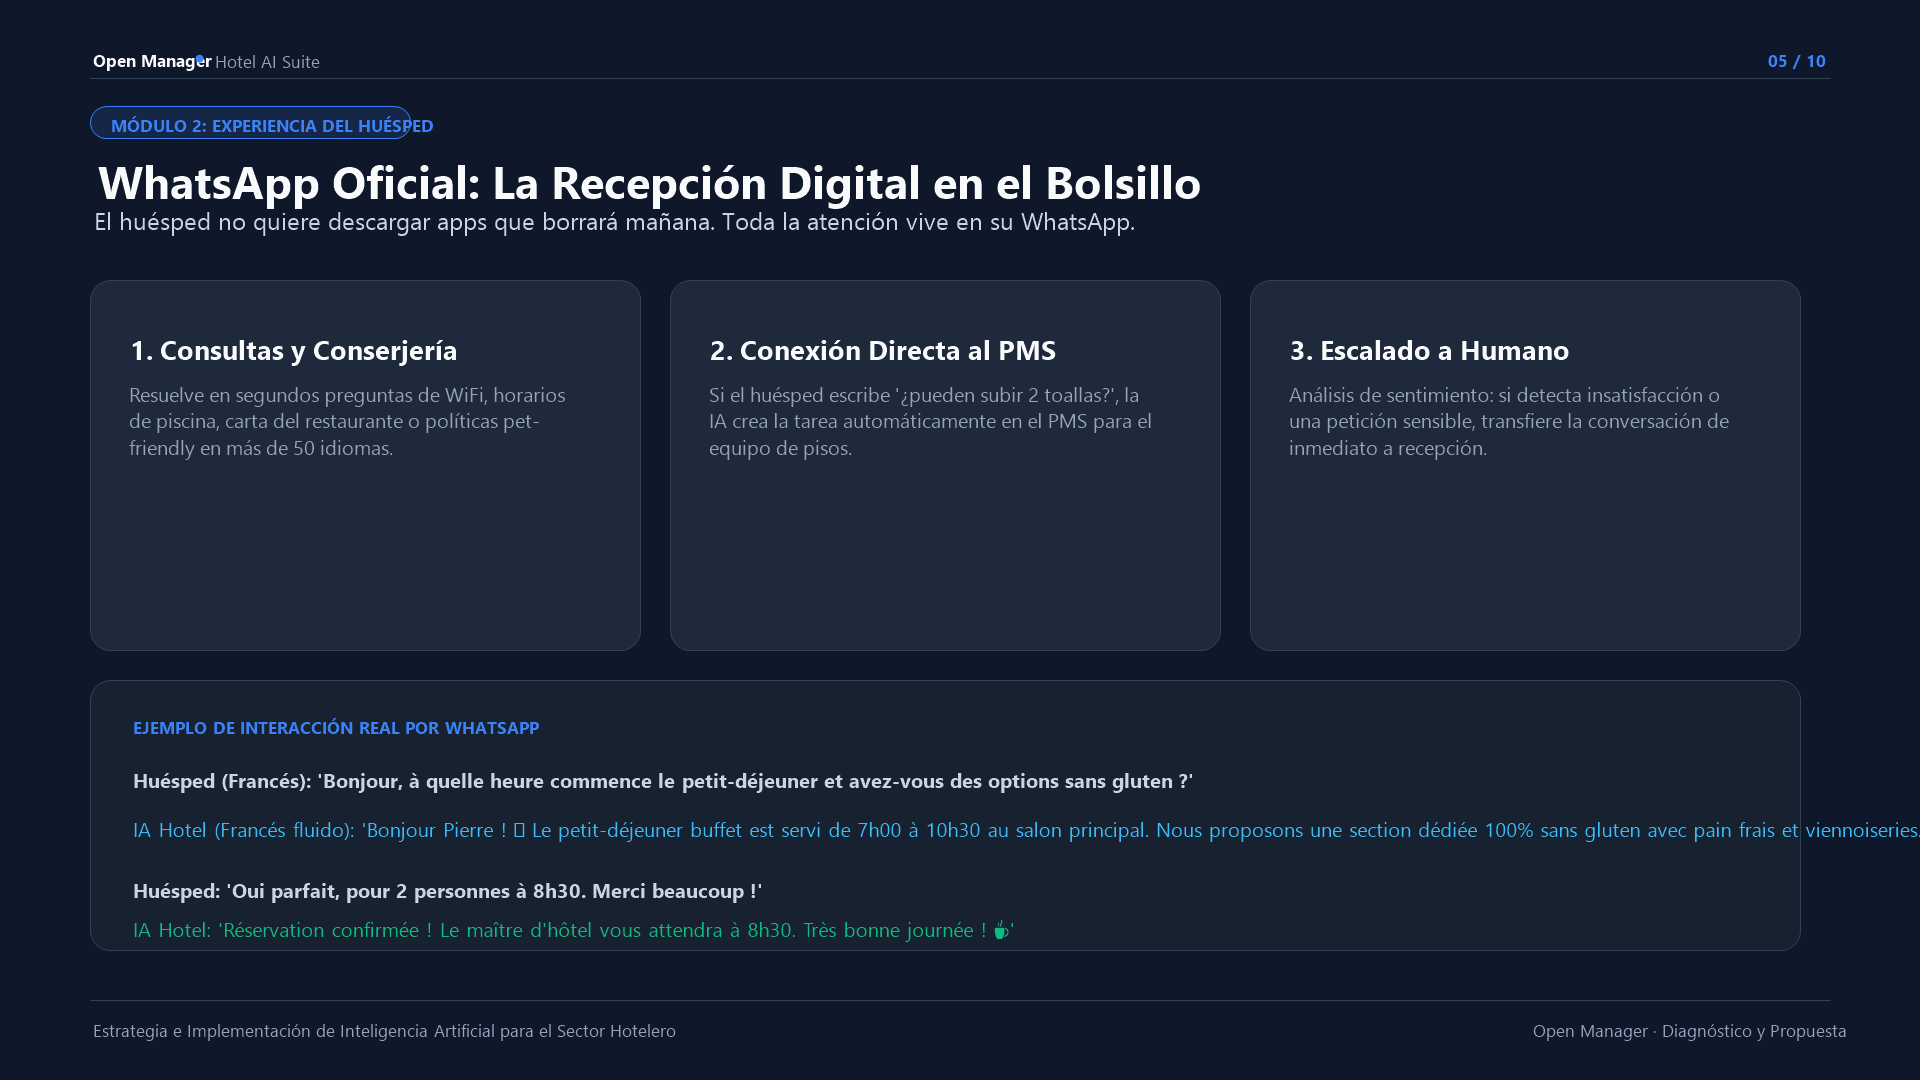 Open Manager Hotel AI Suite
05 / 10
MÓDULO 2: EXPERIENCIA DEL HUÉSPED
WhatsApp Oficial: La Recepción Digital en el Bolsillo
El huésped no quiere descargar apps que borrará mañana. Toda la atención vive en su WhatsApp.
1. Consultas y Conserjería
Resuelve en segundos preguntas de WiFi, horarios
de piscina, carta del restaurante o políticas pet-
friendly en más de 50 idiomas.
2. Conexión Directa al PMS
Si el huésped escribe '¿pueden subir 2 toallas?', la
IA crea la tarea automáticamente en el PMS para el
equipo de pisos.
3. Escalado a Humano
Análisis de sentimiento: si detecta insatisfacción o
una petición sensible, transfiere la conversación de
inmediato a recepción.
EJEMPLO DE INTERACCIÓN REAL POR WHATSAPP
Huésped (Francés): 'Bonjour, à quelle heure commence le petit-déjeuner et avez-vous des options sans gluten ?'
IA Hotel (Francés fluido): 'Bonjour Pierre ! Le petit-déjeuner buffet est servi de 7h00 à 10h30 au salon principal. Nous proposons une section dédiée 100% sans gluten avec pain frais et viennoiseries.
Huésped: 'Oui parfait, pour 2 personnes à 8h30. Merci beaucoup !'
IA Hotel: 'Réservation confirmée ! Le maître d'hôtel vous attendra à 8h30. Très bonne journée ! ☕'
Estrategia e Implementación de Inteligencia Artificial para el Sector Hotelero
Open Manager · Diagnóstico y Propuesta